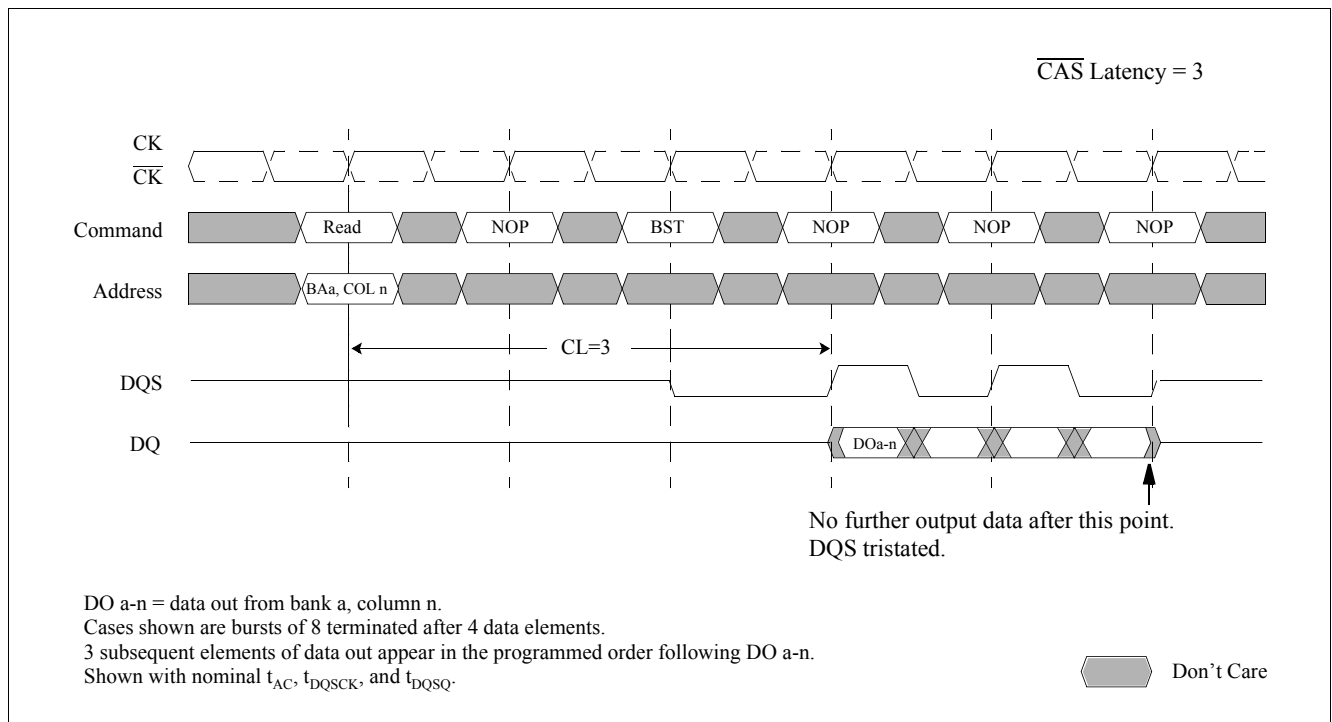 C̅A̅S̅ Latency = 3
CK
C̅K̅
Command
Read
NOP
BST
NOP
NOP
NOP
Address
BAa, COL n
CL=3
DQS
DQ
DOa-n
No further output data after this point.
DQS tristated.
DO a-n = data out from bank a, column n.
Cases shown are bursts of 8 terminated after 4 data elements.
3 subsequent elements of data out appear in the programmed order following DO a-n.
Shown with nominal tAC, tDQSCK, and tDQSQ.
Don't Care